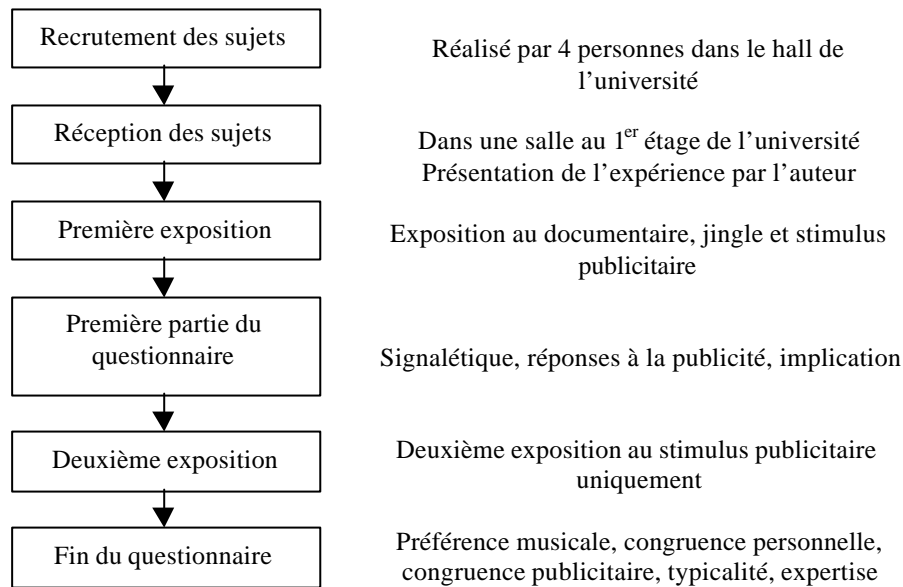 Recrutement des sujets
Réalisé par 4 personnes dans le hall de
l’université
Réception des sujets
Dans une salle au 1er étage de l’université
Présentation de l’expérience par l’auteur
Première exposition
Exposition au documentaire, jingle et stimulus
publicitaire
Première partie du
questionnaire
Signalétique, réponses à la publicité, implication
Deuxième exposition
Deuxième exposition au stimulus publicitaire
uniquement
Fin du questionnaire
Préférence musicale, congruence personnelle,
congruence publicitaire, typicalité, expertise